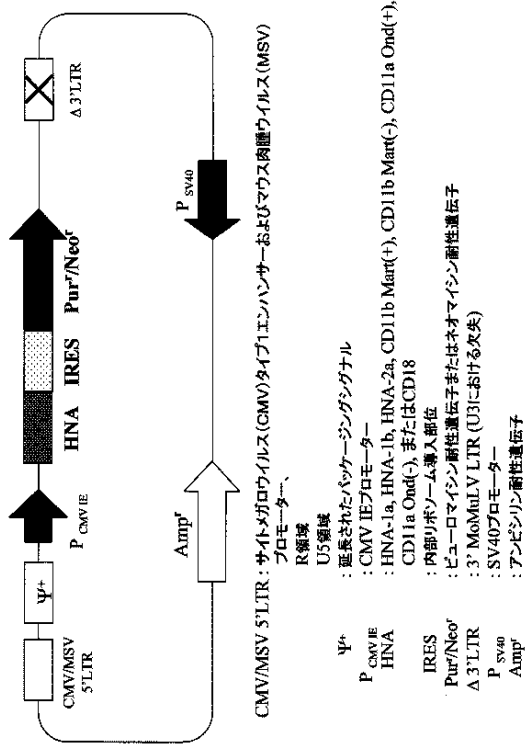 CMV/MSV
5'LTR
Ψ⁺
P CMV IE
HNA
IRES
Purʳ/Neoʳ
Δ3'LTR
Ampʳ
P SV40
CMV/MSV 5'LTR : サイトメガロウイルス(CMV)タイプ1エンハンサーおよびマウス肉腫ウイルス(MSV)
プロモーター、
R領域
U5領域
Ψ⁺ : 延長されたパッケージングシグナル
P CMV IE : CMV IEプロモーター
HNA : HNA-1a, HNA-1b, HNA-2a, CD11b Mart(+), CD11b Mart(-), CD11a Ond(+),
CD11a Ond(-), またはCD18
IRES : 内部リボソーム導入部位
Purʳ/Neoʳ : ピューロマイシン耐性遺伝子またはネオマイシン耐性遺伝子
Δ3'LTR : 3' MoMuLV LTR (U3における欠失)
P SV40 : SV40プロモーター
Ampʳ : アンピシリン耐性遺伝子